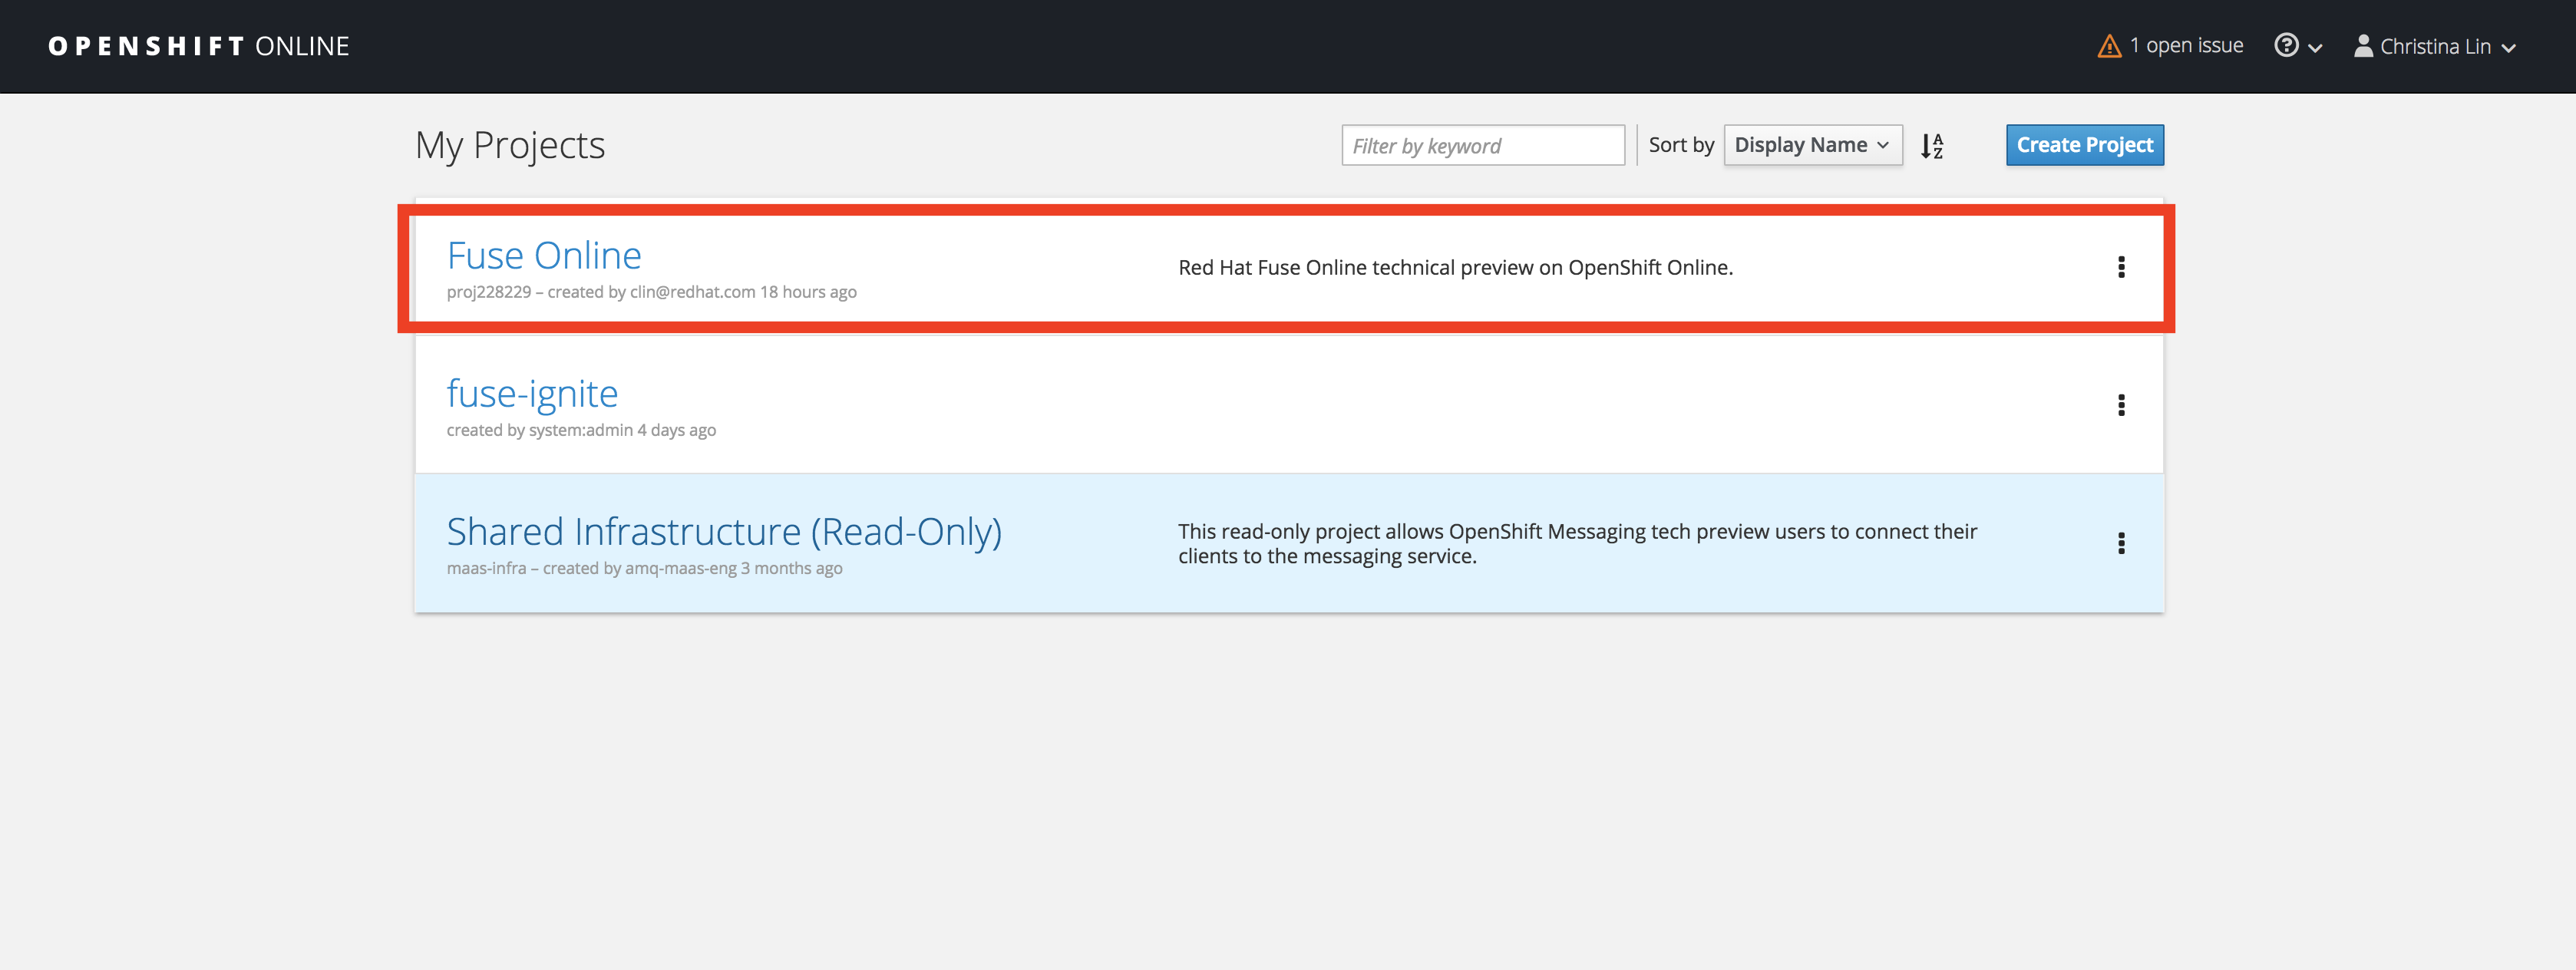 OPENSHIFT ONLINE
1 open issue
Christina Lin
My Projects
Filter by keyword
Sort by
Display Name
A
Z
Create Project
Fuse Online
proj228229 – created by clin@redhat.com 18 hours ago
Red Hat Fuse Online technical preview on OpenShift Online.
fuse-ignite
created by system:admin 4 days ago
Shared Infrastructure (Read-Only)
maas-infra – created by amq-maas-eng 3 months ago
This read-only project allows OpenShift Messaging tech preview users to connect their
clients to the messaging service.